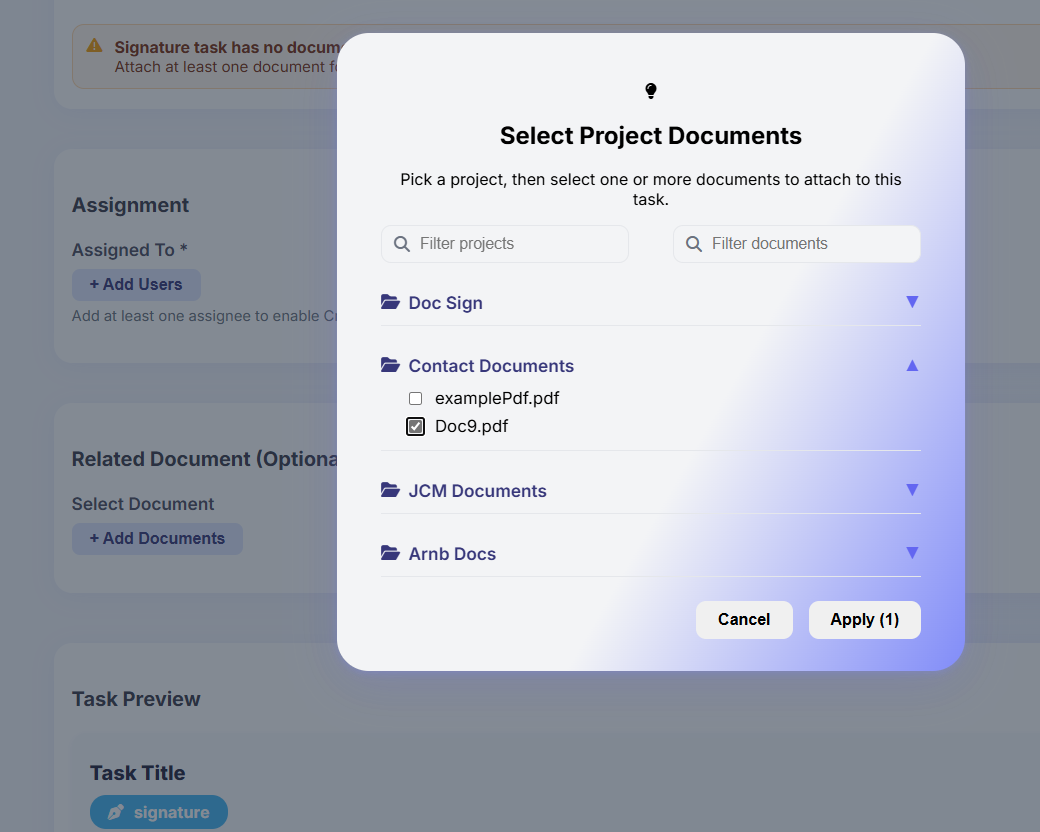 Signature task has no docum
Attach at least one document fo
Select Project Documents
Pick a project, then select one or more documents to attach to this
task.
Filter projects
Filter documents
Doc Sign
Contact Documents
examplePdf.pdf
Doc9.pdf
JCM Documents
Arnb Docs
Cancel
Apply (1)
Assignment
Assigned To *
+ Add Users
Add at least one assignee to enable Cr
Related Document (Optiona
Select Document
+ Add Documents
Task Preview
Task Title
signature